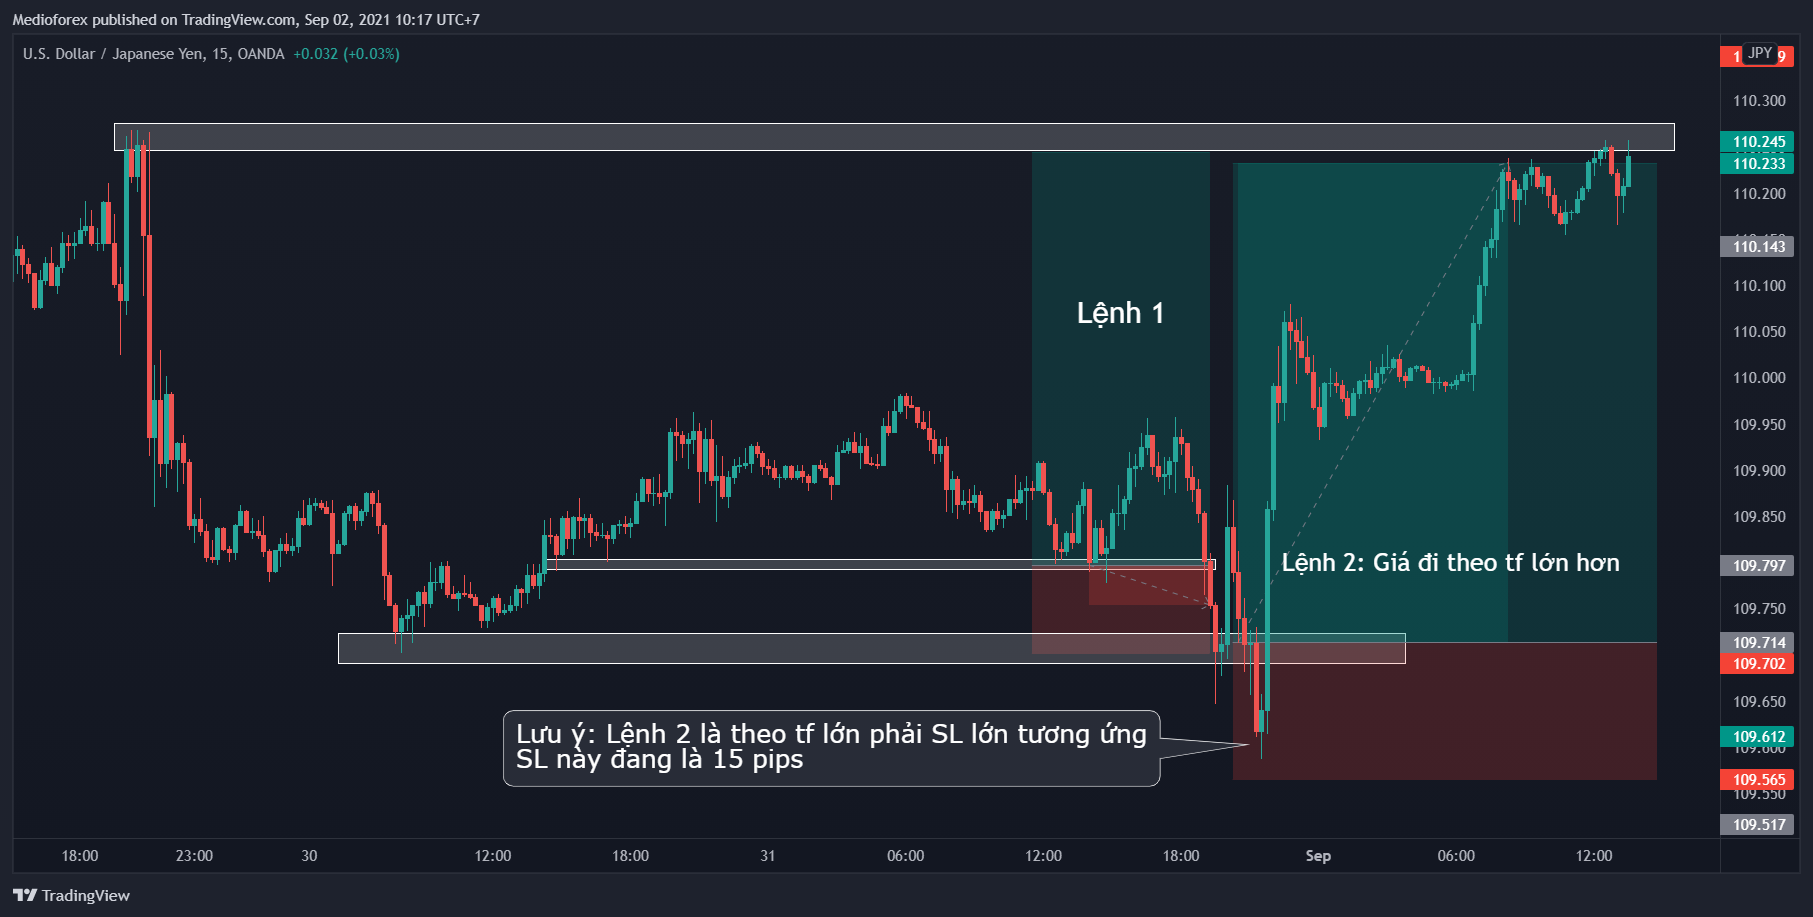 Medioforex published on TradingView.com, Sep 02, 2021 10:17 UTC+7
U.S. Dollar / Japanese Yen, 15, OANDA +0.032 (+0.03%)
JPY
110.300
110.245
110.233
110.200
110.143
110.100
110.050
110.000
109.950
109.900
109.850
109.797
109.750
109.714
109.702
109.650
109.612
109.600
109.565
109.550
109.517
Lệnh 1
Lệnh 2: Giá đi theo tf lớn hơn
Lưu ý: Lệnh 2 là theo tf lớn phải SL lớn tương ứng
SL này đang là 15 pips
18:00 23:00 30 12:00 18:00 31 06:00 12:00 18:00 Sep 06:00 12:00
TradingView